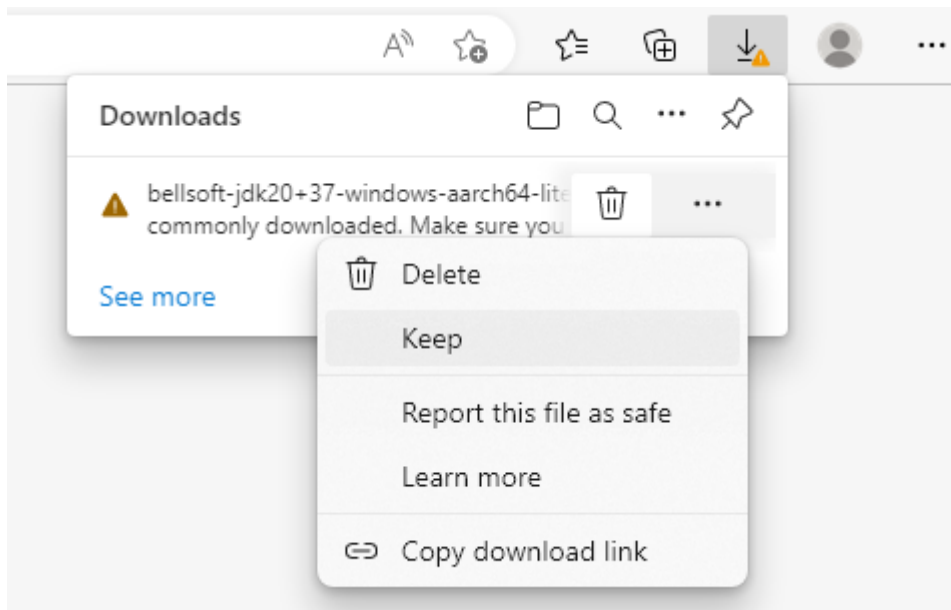 Downloads
bellsoft-jdk20+37-windows-aarch64-lite
commonly downloaded. Make sure you
See more
Delete
Keep
Report this file as safe
Learn more
Copy download link